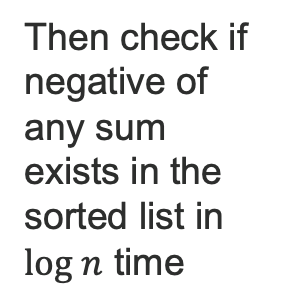 Then check if
negative of
any sum
exists in the
sorted list in
log n time